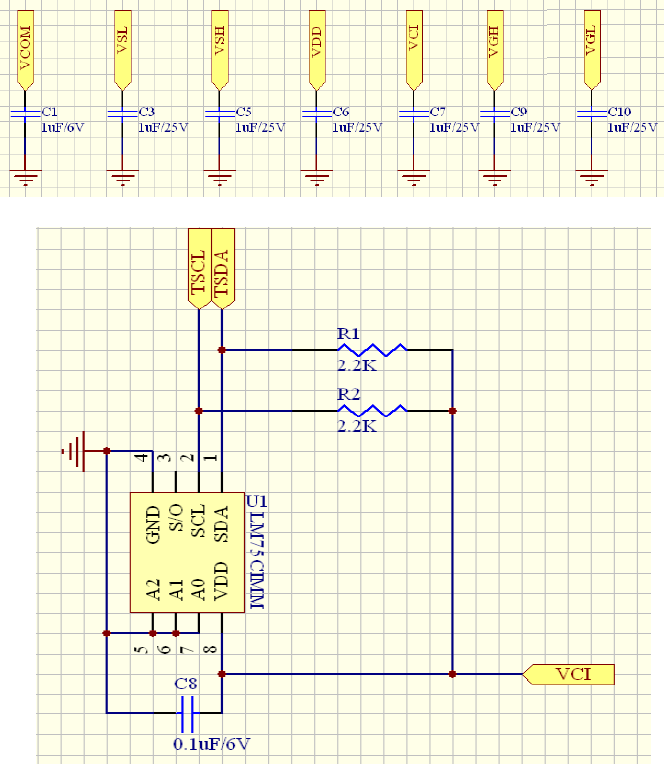 VCOM VSL VSH VDD VCI VGH VGL
C1 C3 C5 C6 C7 C9 C10
1uF/6V 1uF/25V 1uF/25V 1uF/25V 1uF/25V 1uF/25V 1uF/25V
TSCL TSDA
R1
2.2K
R2
2.2K
4 3 2 1
U1
GND S/O SCL SDA
LM75CIMM
A2 A1 A0 VDD
5 6 7 8
VCI
C8
0.1uF/6V